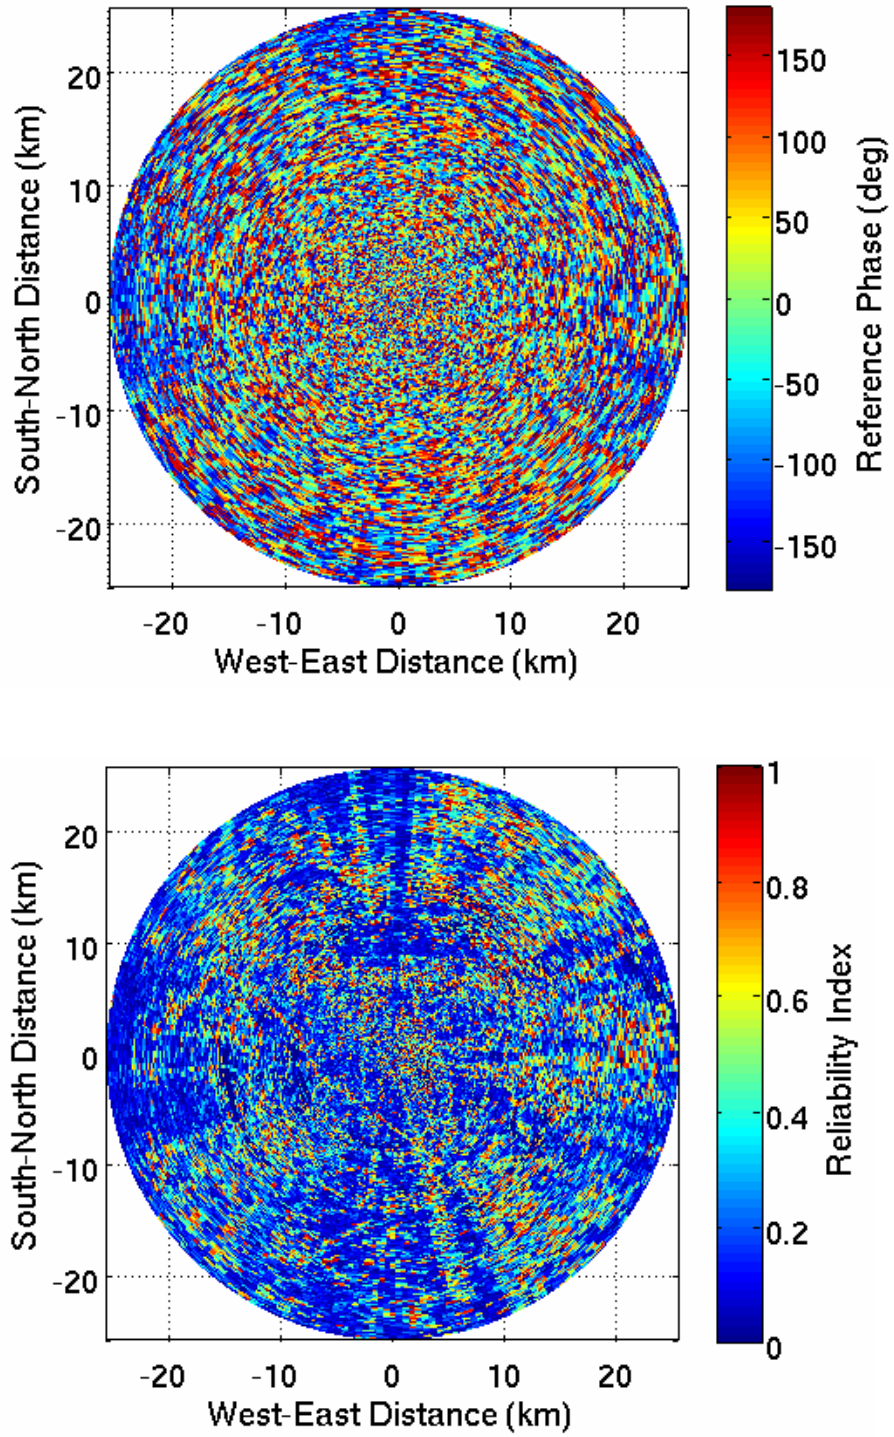 20
10
0
-10
-20
South-North Distance (km)
-20 -10 0 10 20
West-East Distance (km)
150
100
50
0
-50
-100
-150
Reference Phase (deg)
20
10
0
-10
-20
South-North Distance (km)
-20 -10 0 10 20
West-East Distance (km)
1
0.8
0.6
0.4
0.2
0
Reliability Index